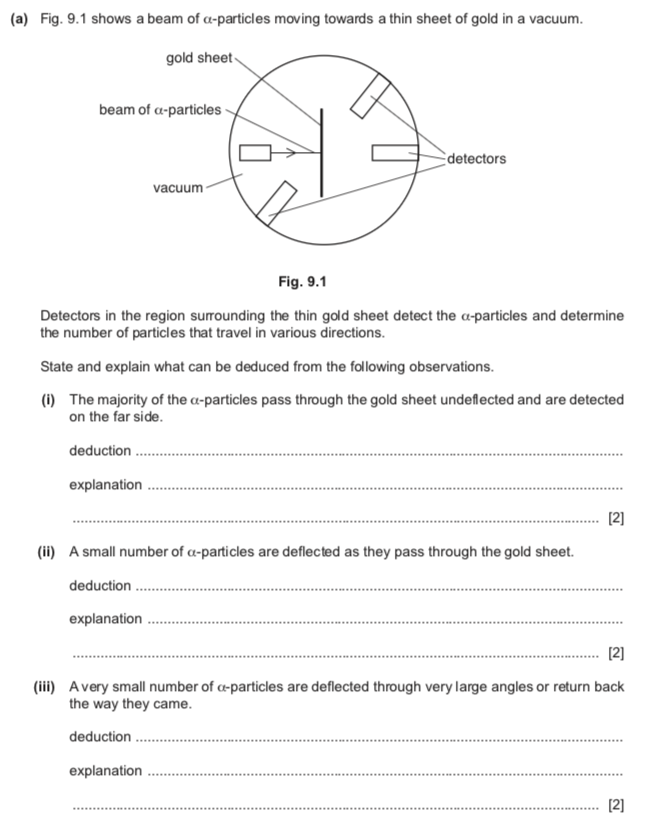 (a) Fig. 9.1 shows a beam of α-particles moving towards a thin sheet of gold in a vacuum.
gold sheet
beam of α-particles
detectors
vacuum
Fig. 9.1
Detectors in the region surrounding the thin gold sheet detect the α-particles and determine
the number of particles that travel in various directions.
State and explain what can be deduced from the following observations.
(i) The majority of the α-particles pass through the gold sheet undeflected and are detected
on the far side.
deduction ................................................................
explanation ................................................................
................................................................ [2]
(ii) A small number of α-particles are deflected as they pass through the gold sheet.
deduction ................................................................
explanation ................................................................
................................................................ [2]
(iii) A very small number of α-particles are deflected through very large angles or return back
the way they came.
deduction ................................................................
explanation ................................................................
................................................................ [2]